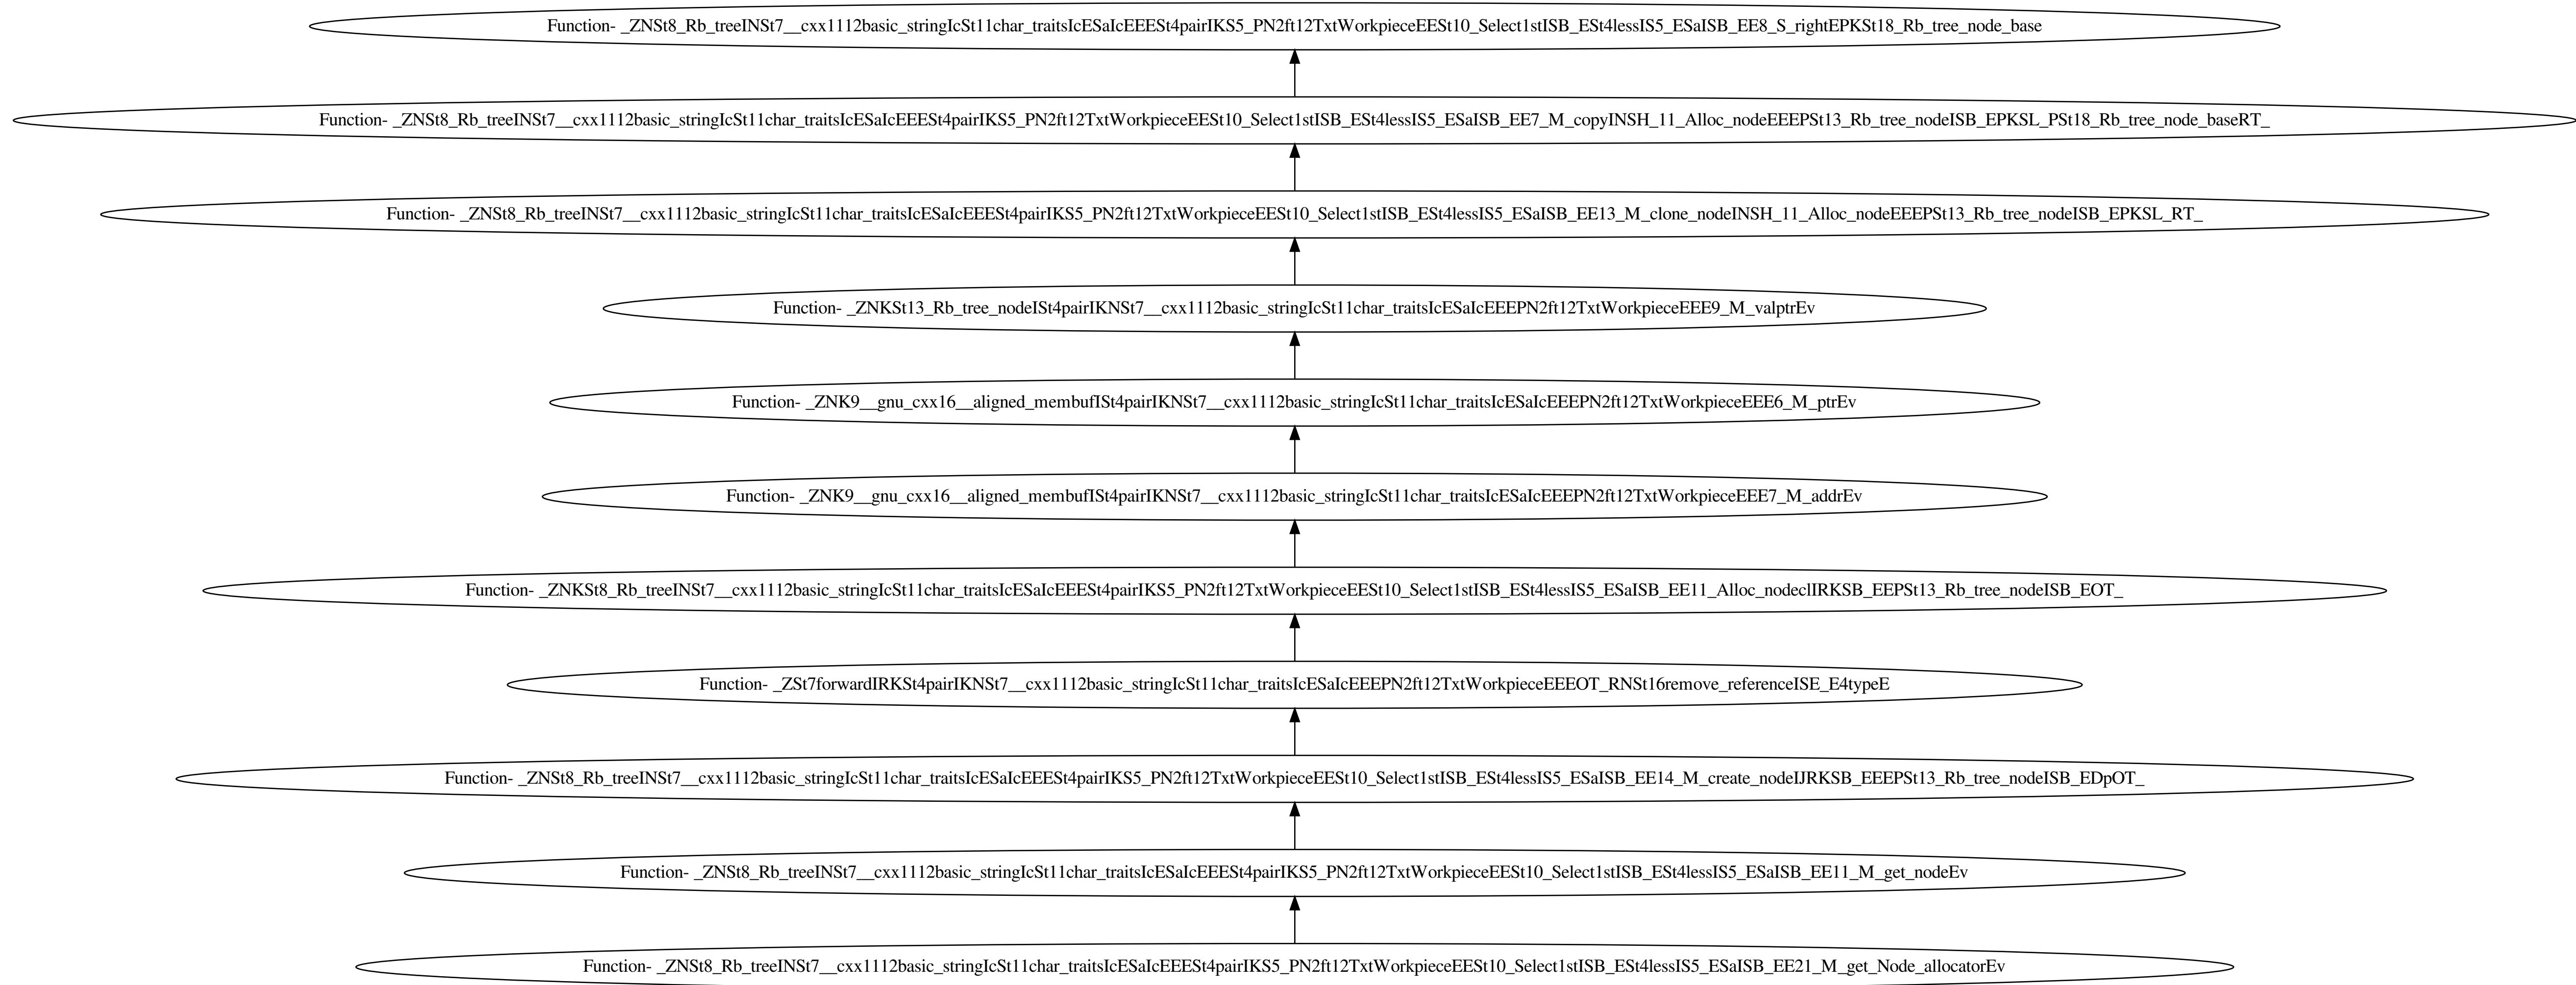 Function- _ZNSt8_Rb_treeINSt7__cxx1112basic_stringIcSt11char_traitsIcESaIcEEESt4pairIKS5_PN2ft12TxtWorkpieceEESt10_Select1stISB_ESt4lessIS5_ESaISB_EE8_S_rightEPKSt18_Rb_tree_node_base
Function- _ZNSt8_Rb_treeINSt7__cxx1112basic_stringIcSt11char_traitsIcESaIcEEESt4pairIKS5_PN2ft12TxtWorkpieceEESt10_Select1stISB_ESt4lessIS5_ESaISB_EE7_M_copyINSH_11_Alloc_nodeEEEPSt13_Rb_tree_nodeISB_EPKSL_PSt18_Rb_tree_node_baseRT_
Function- _ZNSt8_Rb_treeINSt7__cxx1112basic_stringIcSt11char_traitsIcESaIcEEESt4pairIKS5_PN2ft12TxtWorkpieceEESt10_Select1stISB_ESt4lessIS5_ESaISB_EE13_M_clone_nodeINSH_11_Alloc_nodeEEEPSt13_Rb_tree_nodeISB_EPKSL_RT_
Function- _ZNKSt13_Rb_tree_nodeISt4pairIKNSt7__cxx1112basic_stringIcSt11char_traitsIcESaIcEEEPN2ft12TxtWorkpieceEEE9_M_valptrEv
Function- _ZNK9__gnu_cxx16__aligned_membufISt4pairIKNSt7__cxx1112basic_stringIcSt11char_traitsIcESaIcEEEPN2ft12TxtWorkpieceEEE6_M_ptrEv
Function- _ZNK9__gnu_cxx16__aligned_membufISt4pairIKNSt7__cxx1112basic_stringIcSt11char_traitsIcESaIcEEEPN2ft12TxtWorkpieceEEE7_M_addrEv
Function- _ZNKSt8_Rb_treeINSt7__cxx1112basic_stringIcSt11char_traitsIcESaIcEEESt4pairIKS5_PN2ft12TxtWorkpieceEESt10_Select1stISB_ESt4lessIS5_ESaISB_EE11_Alloc_nodeclIRKSB_EEPSt13_Rb_tree_nodeISB_EOT_
Function- _ZSt7forwardIRKSt4pairIKNSt7__cxx1112basic_stringIcSt11char_traitsIcESaIcEEEPN2ft12TxtWorkpieceEEEOT_RNSt16remove_referenceISE_E4typeE
Function- _ZNSt8_Rb_treeINSt7__cxx1112basic_stringIcSt11char_traitsIcESaIcEEESt4pairIKS5_PN2ft12TxtWorkpieceEESt10_Select1stISB_ESt4lessIS5_ESaISB_EE14_M_create_nodeIJRKSB_EEEPSt13_Rb_tree_nodeISB_EDpOT_
Function- _ZNSt8_Rb_treeINSt7__cxx1112basic_stringIcSt11char_traitsIcESaIcEEESt4pairIKS5_PN2ft12TxtWorkpieceEESt10_Select1stISB_ESt4lessIS5_ESaISB_EE11_M_get_nodeEv
Function- _ZNSt8_Rb_treeINSt7__cxx1112basic_stringIcSt11char_traitsIcESaIcEEESt4pairIKS5_PN2ft12TxtWorkpieceEESt10_Select1stISB_ESt4lessIS5_ESaISB_EE21_M_get_Node_allocatorEv